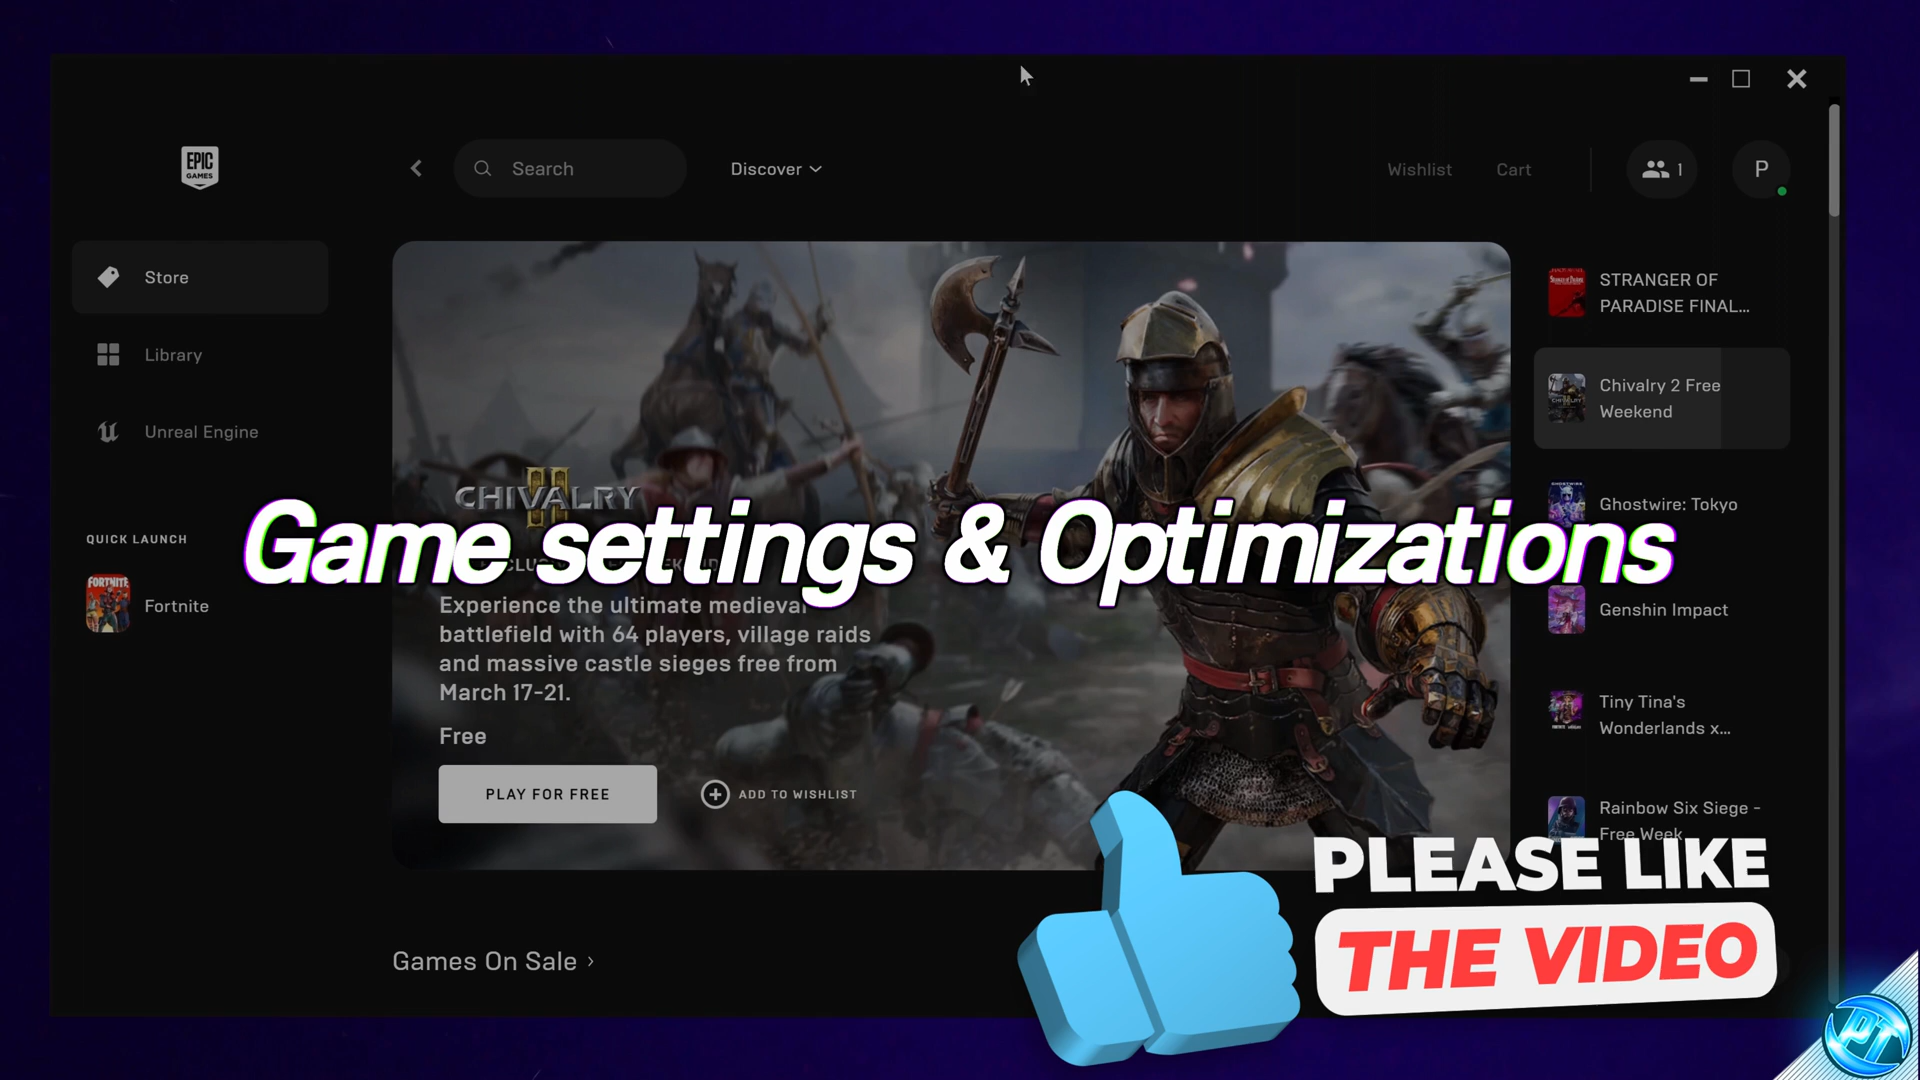 EPIC
GAMES
Search
Discover
Wishlist
Cart
1
P
Store
Library
Unreal Engine
QUICK LAUNCH
FORTNITE
Fortnite
CHIVALRY
II
Game settings & Optimizations
Experience the ultimate medieval
battlefield with 64 players, village raids
and massive castle sieges free from
March 17-21.
Free
PLAY FOR FREE
ADD TO WISHLIST
Games On Sale
STRANGER OF
PARADISE FINAL...
Chivalry 2 Free
Weekend
Ghostwire: Tokyo
Genshin Impact
Tiny Tina's
Wonderlands x...
Rainbow Six Siege -
Free Week
PLEASE LIKE
THE VIDEO
PT